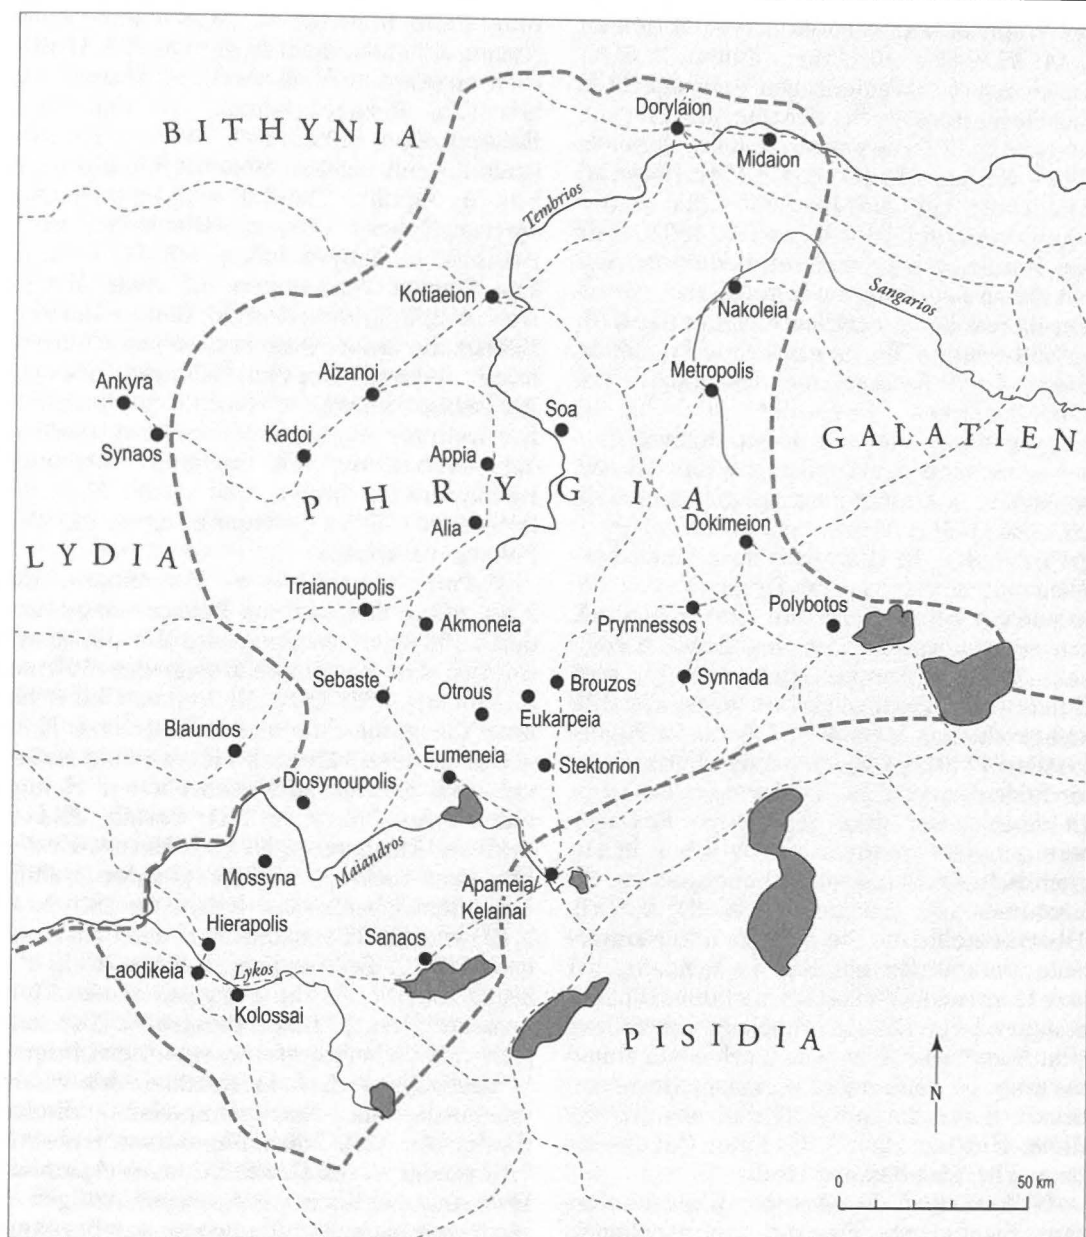 BITHYNIA
Dorylaion
Midaion
Tembrios
Kotiaeion
Nakoleia
Sangarios
Aizanoi
Metropolis
Ankyra
Soa
Synaos
Kadoi
Appia
GALATIEN
PHRYGIA
Alia
Dokimeion
LYDIA
Traianoupolis
Akmoneia
Prymnessos
Polybotos
Sebaste
Otrous
Brouzos
Synnada
Eukarpeia
Blaundos
Eumeneia
Stektorion
Diosynoupolis
Mossyna
Maiandros
Apameia/
Kelainai
Hierapolis
Sanaos
Laodikeia
Lykos
Kolossai
PISIDIA
N
0 50 km